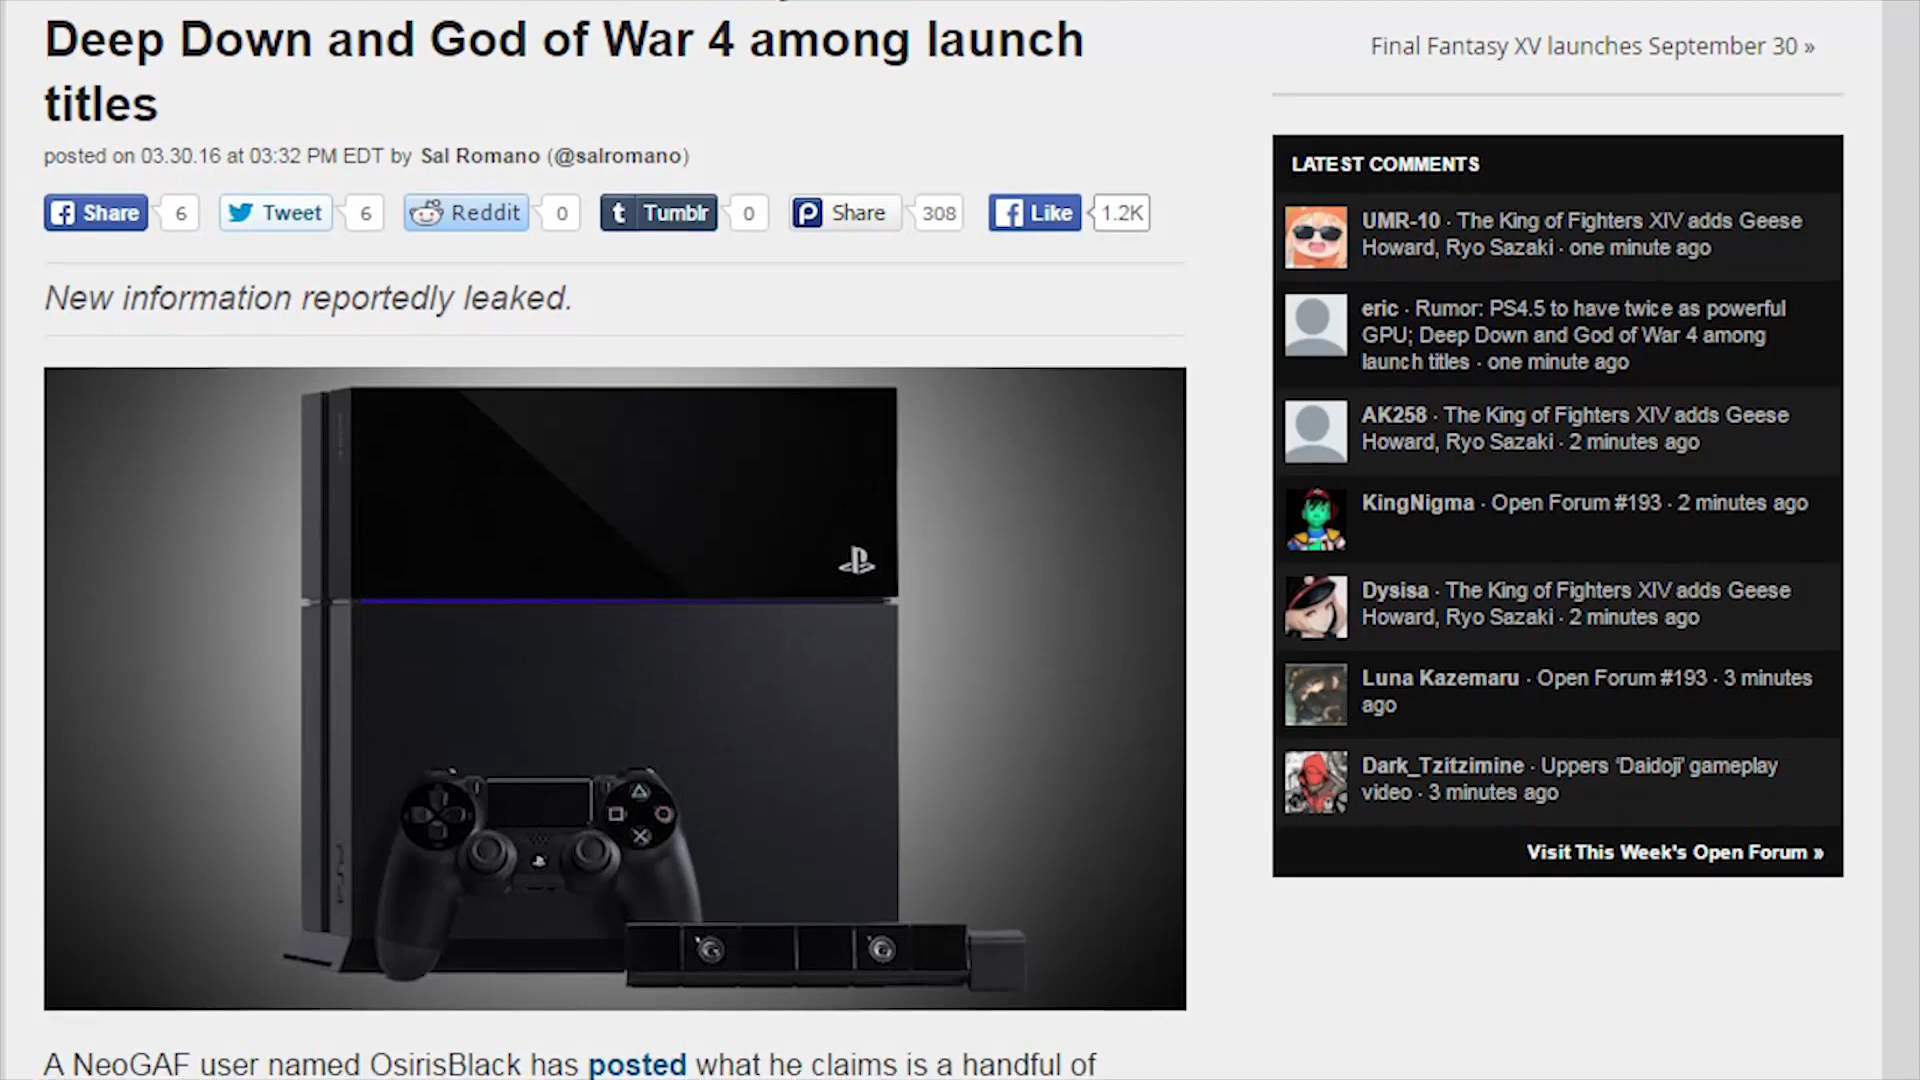 Deep Down and God of War 4 among launch
titles
posted on 03.30.16 at 03:32 PM EDT by Sal Romano (@salromano)
Share 6 Tweet 6 Reddit 0 t Tumblr 0 Share 308 Like 1.2K
New information reportedly leaked.
A NeoGAF user named OsirisBlack has posted what he claims is a handful of
Final Fantasy XV launches September 30 »
LATEST COMMENTS
UMR-10 · The King of Fighters XIV adds Geese
Howard, Ryo Sazaki · one minute ago
eric · Rumor: PS4.5 to have twice as powerful
GPU; Deep Down and God of War 4 among
launch titles · one minute ago
AK258 · The King of Fighters XIV adds Geese
Howard, Ryo Sazaki · 2 minutes ago
KingNigma · Open Forum #193 · 2 minutes ago
Dysisa · The King of Fighters XIV adds Geese
Howard, Ryo Sazaki · 2 minutes ago
Luna Kazemaru · Open Forum #193 · 3 minutes
ago
Dark_Tzitzimine · Uppers ‘Daidoji’ gameplay
video · 3 minutes ago
Visit This Week's Open Forum »